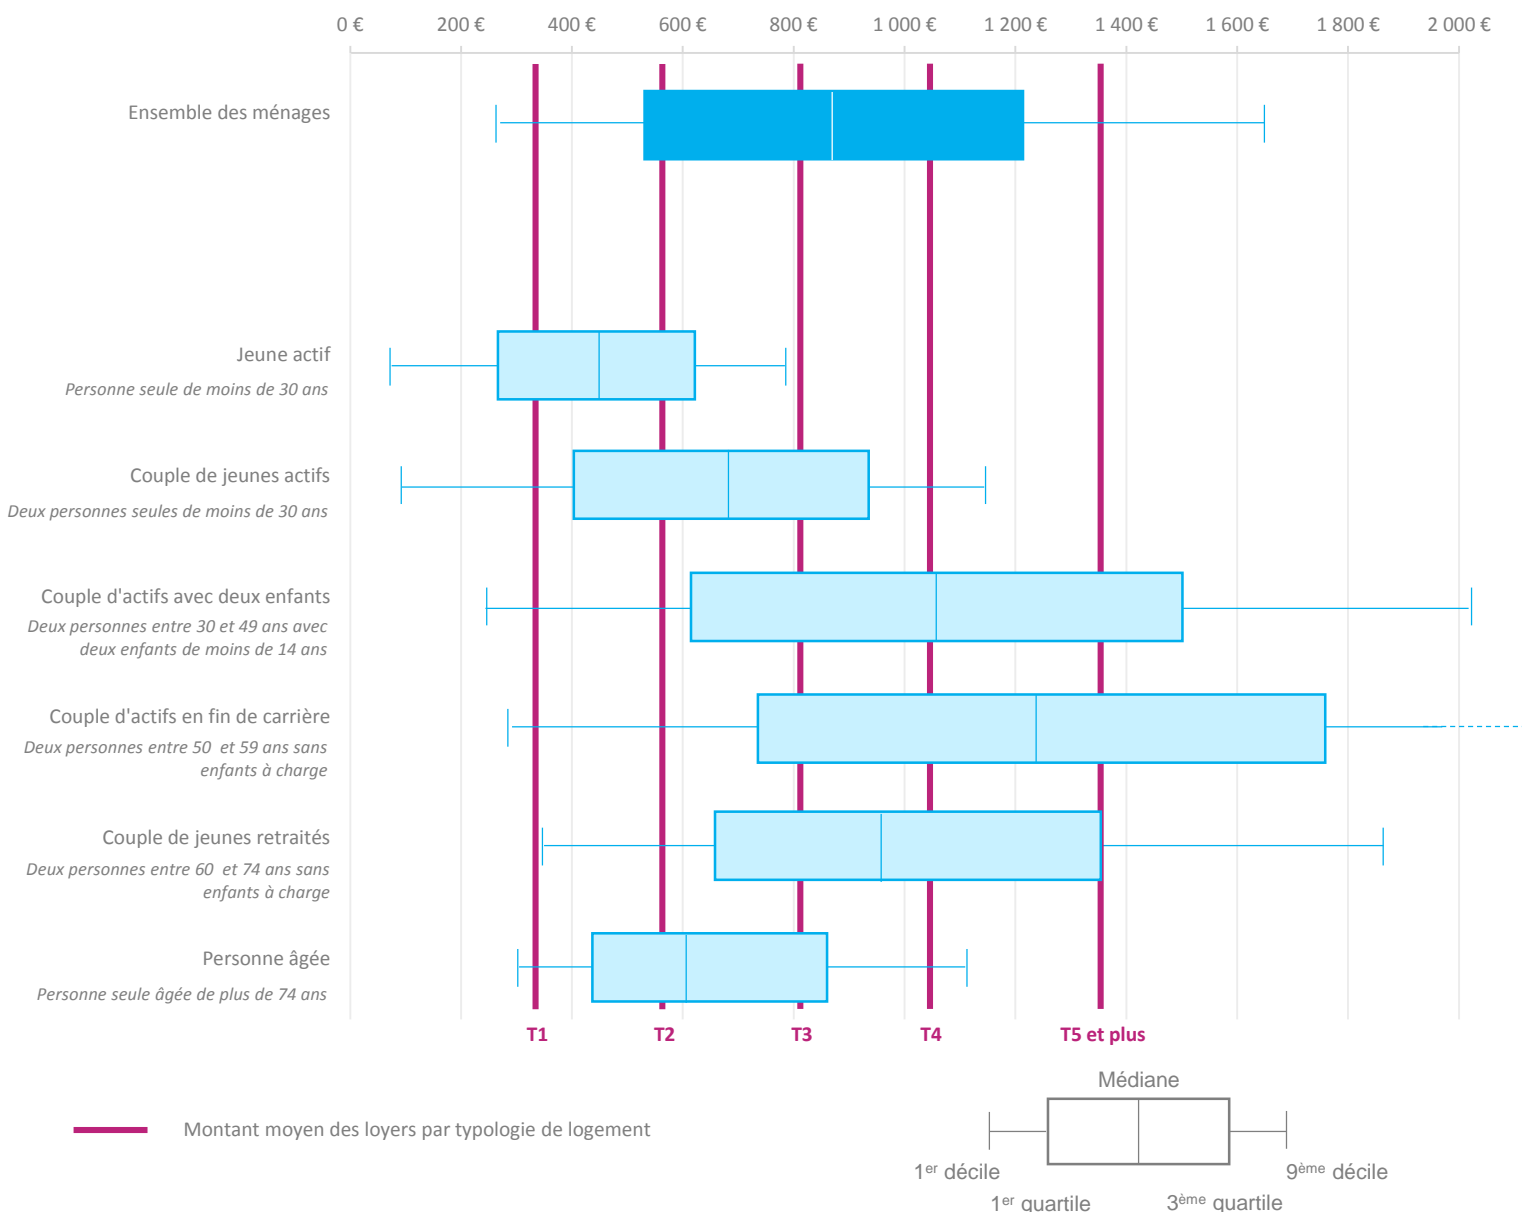 0 € 200 € 400 € 600 € 800 € 1 000 € 1 200 € 1 400 € 1 600 € 1 800 € 2 000 €
Ensemble des ménages
Jeune actif
Personne seule de moins de 30 ans
Couple de jeunes actifs
Deux personnes seules de moins de 30 ans
Couple d'actifs avec deux enfants
Deux personnes entre 30 et 49 ans avec
deux enfants de moins de 14 ans
Couple d'actifs en fin de carrière
Deux personnes entre 50 et 59 ans sans
enfants à charge
Couple de jeunes retraités
Deux personnes entre 60 et 74 ans sans
enfants à charge
Personne âgée
Personne seule âgée de plus de 74 ans
T1 T2 T3 T4 T5 et plus
Médiane
Montant moyen des loyers par typologie de logement
1er décile 9ème décile
1er quartile 3ème quartile